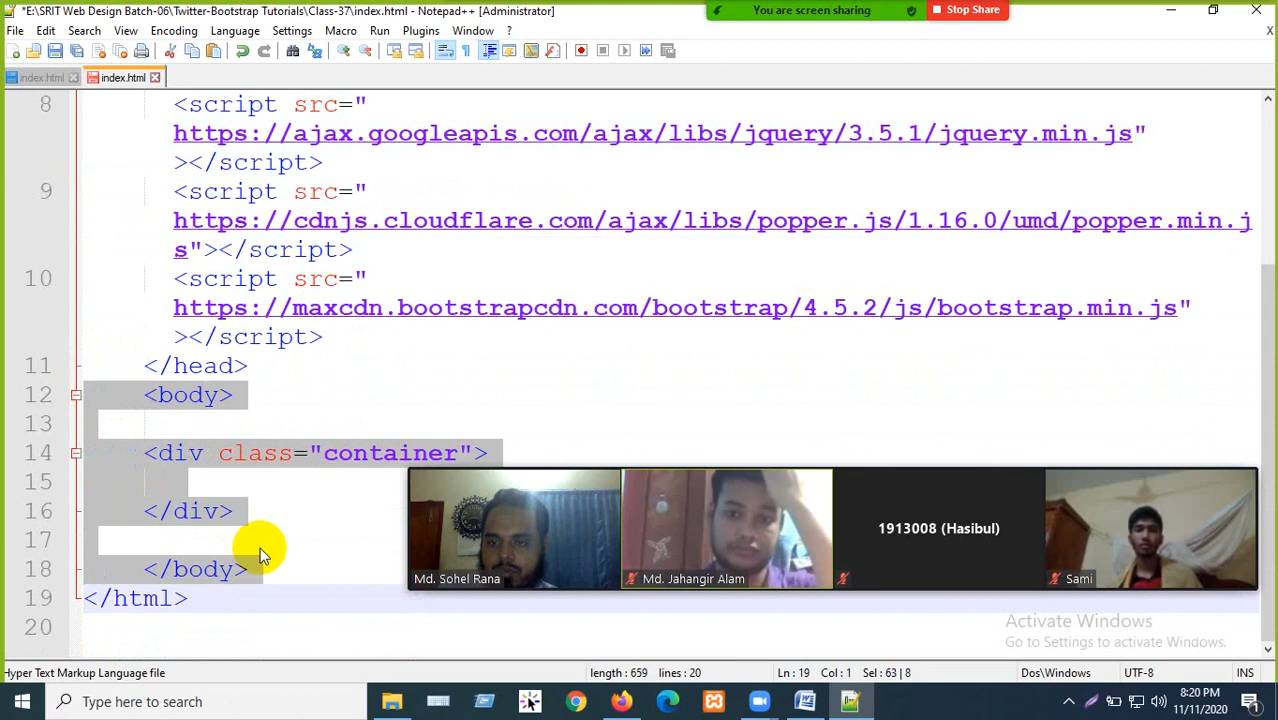 *E:\SRIT Web Design Batch-06\Twitter-Bootstrap Tutorials\Class-37\index.html - Notepad++ [Administrator]
You are screen sharing
Stop Share
File Edit Search View Encoding Language Settings Macro Run Plugins Window ? X
index.html index.html
8 <script src="
https://ajax.googleapis.com/ajax/libs/jquery/3.5.1/jquery.min.js"
></script>
9 <script src="
https://cdnjs.cloudflare.com/ajax/libs/popper.js/1.16.0/umd/popper.min.j
s"></script>
10 <script src="
https://maxcdn.bootstrapcdn.com/bootstrap/4.5.2/js/bootstrap.min.js"
></script>
11 </head>
12 <body>
13
14 <div class="container">
15
16 </div>
17
18 </body>
19 </html>
20
Md. Sohel Rana
Md. Jahangir Alam
1913008 (Hasibul)
Sami
Activate Windows
Go to Settings to activate Windows.
Hyper Text Markup Language file length : 659 lines : 20 Ln : 19 Col : 1 Sel : 63 | 8 Dos\Windows UTF-8 INS
Type here to search
8:20 PM
11/11/2020